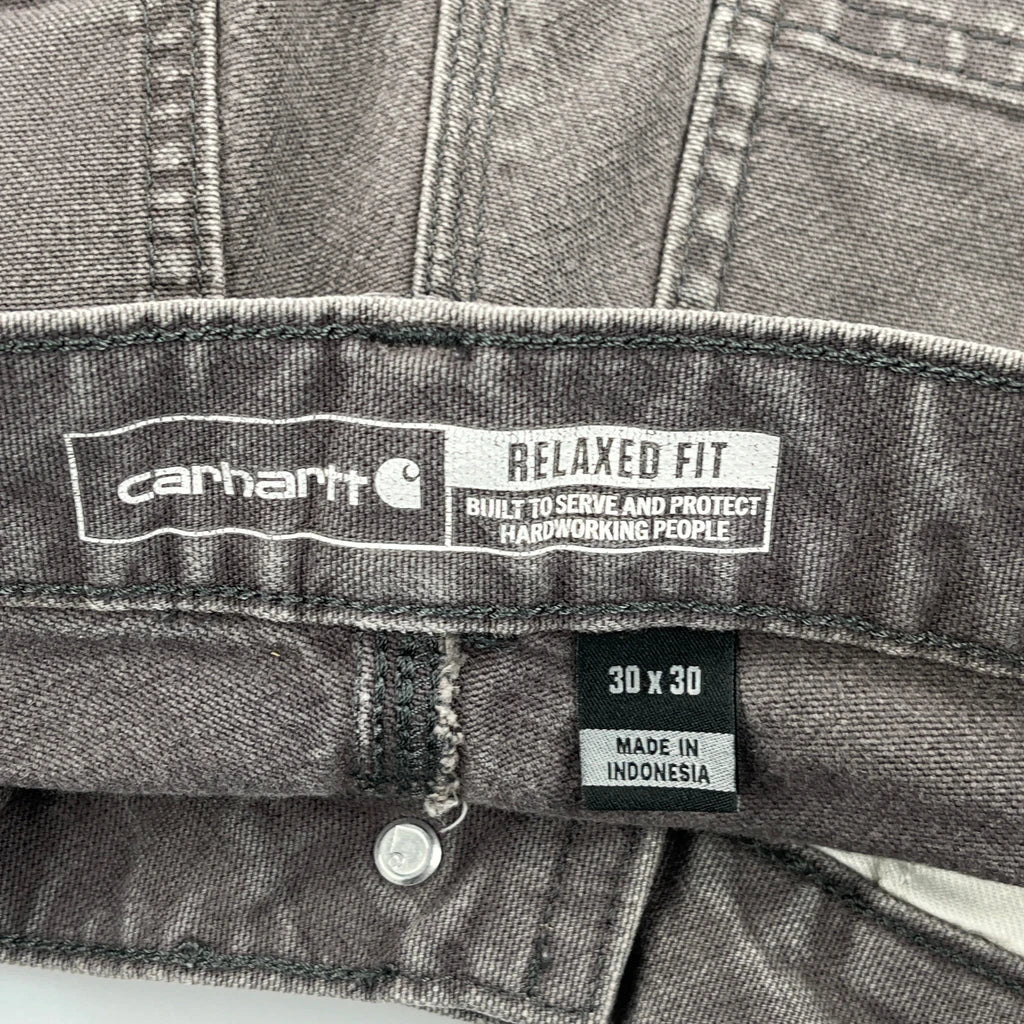 carhartt
RELAXED FIT
BUILT TO SERVE AND PROTECT
HARDWORKING PEOPLE
30 x 30
MADE IN
INDONESIA